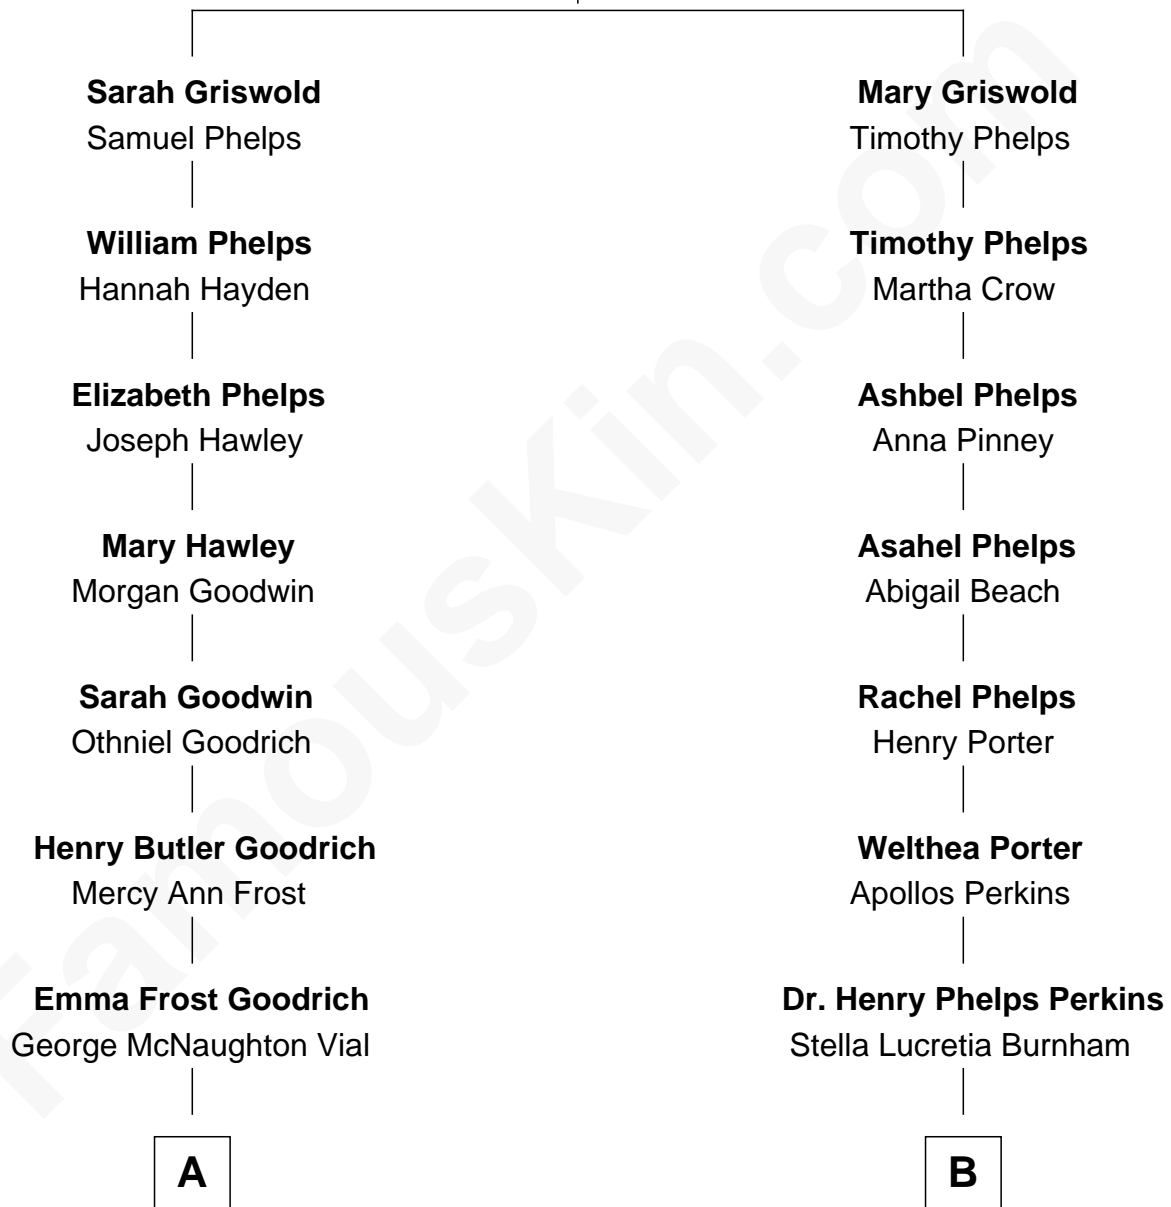 Sarah Griswold
Samuel Phelps
William Phelps
Hannah Hayden
Elizabeth Phelps
Joseph Hawley
Mary Hawley
Morgan Goodwin
Sarah Goodwin
Othniel Goodrich
Henry Butler Goodrich
Mercy Ann Frost
Emma Frost Goodrich
George McNaughton Vial
A
Mary Griswold
Timothy Phelps
Timothy Phelps
Martha Crow
Ashbel Phelps
Anna Pinney
Asahel Phelps
Abigail Beach
Rachel Phelps
Henry Porter
Welthea Porter
Apollos Perkins
Dr. Henry Phelps Perkins
Stella Lucretia Burnham
B
FamousKin.com